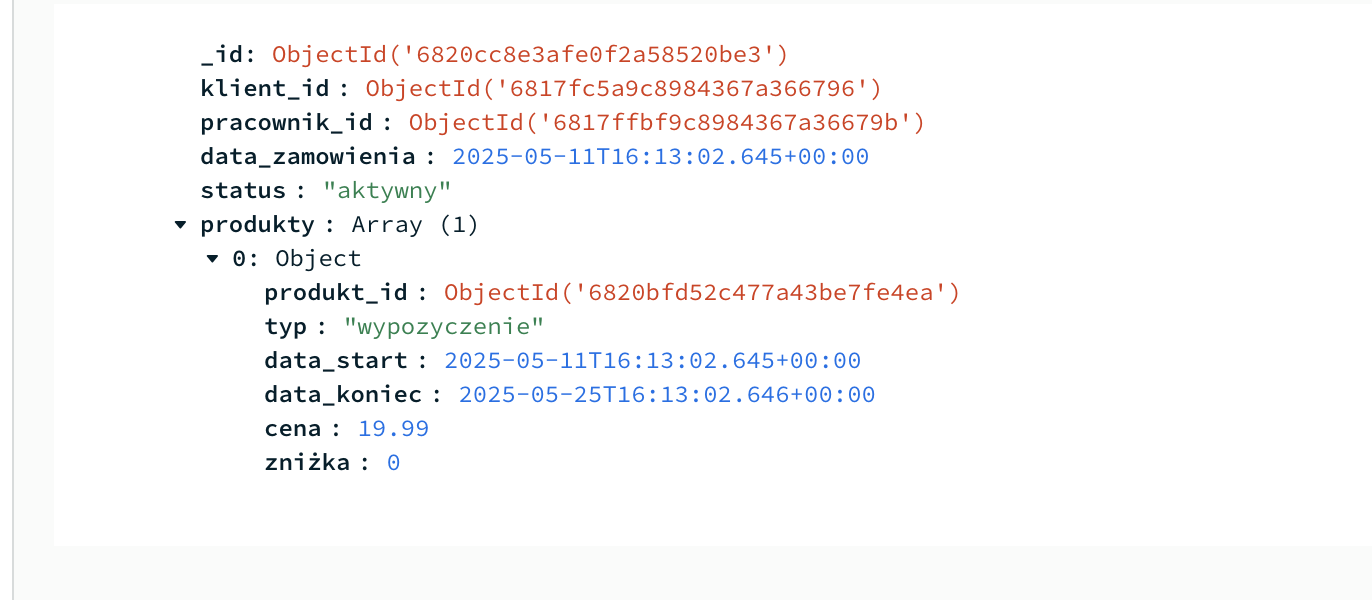 _id: ObjectId('6820cc8e3afe0f2a58520be3')
klient_id : ObjectId('6817fc5a9c8984367a366796')
pracownik_id : ObjectId('6817ffbf9c8984367a36679b')
data_zamowienia : 2025-05-11T16:13:02.645+00:00
status : "aktywny"
produkty : Array (1)
0: Object
produkt_id : ObjectId('6820bfd52c477a43be7fe4ea')
typ : "wypozyczenie"
data_start : 2025-05-11T16:13:02.645+00:00
data_koniec : 2025-05-25T16:13:02.646+00:00
cena : 19.99
zniżka : 0